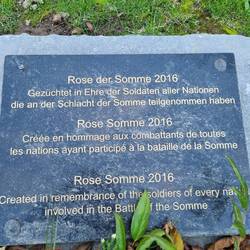 Rose der Somme 2016
Gezüchtet in Ehre der Soldaten aller Nationen
die an der Schlacht der Somme teilgenommen haben
Rose Somme 2016
Créée en hommage aux combattants de toutes
les nations ayant participé à la bataille de la Somme
Rose Somme 2016
Created in remembrance of the soldiers of every nation
involved in the Battle of the Somme